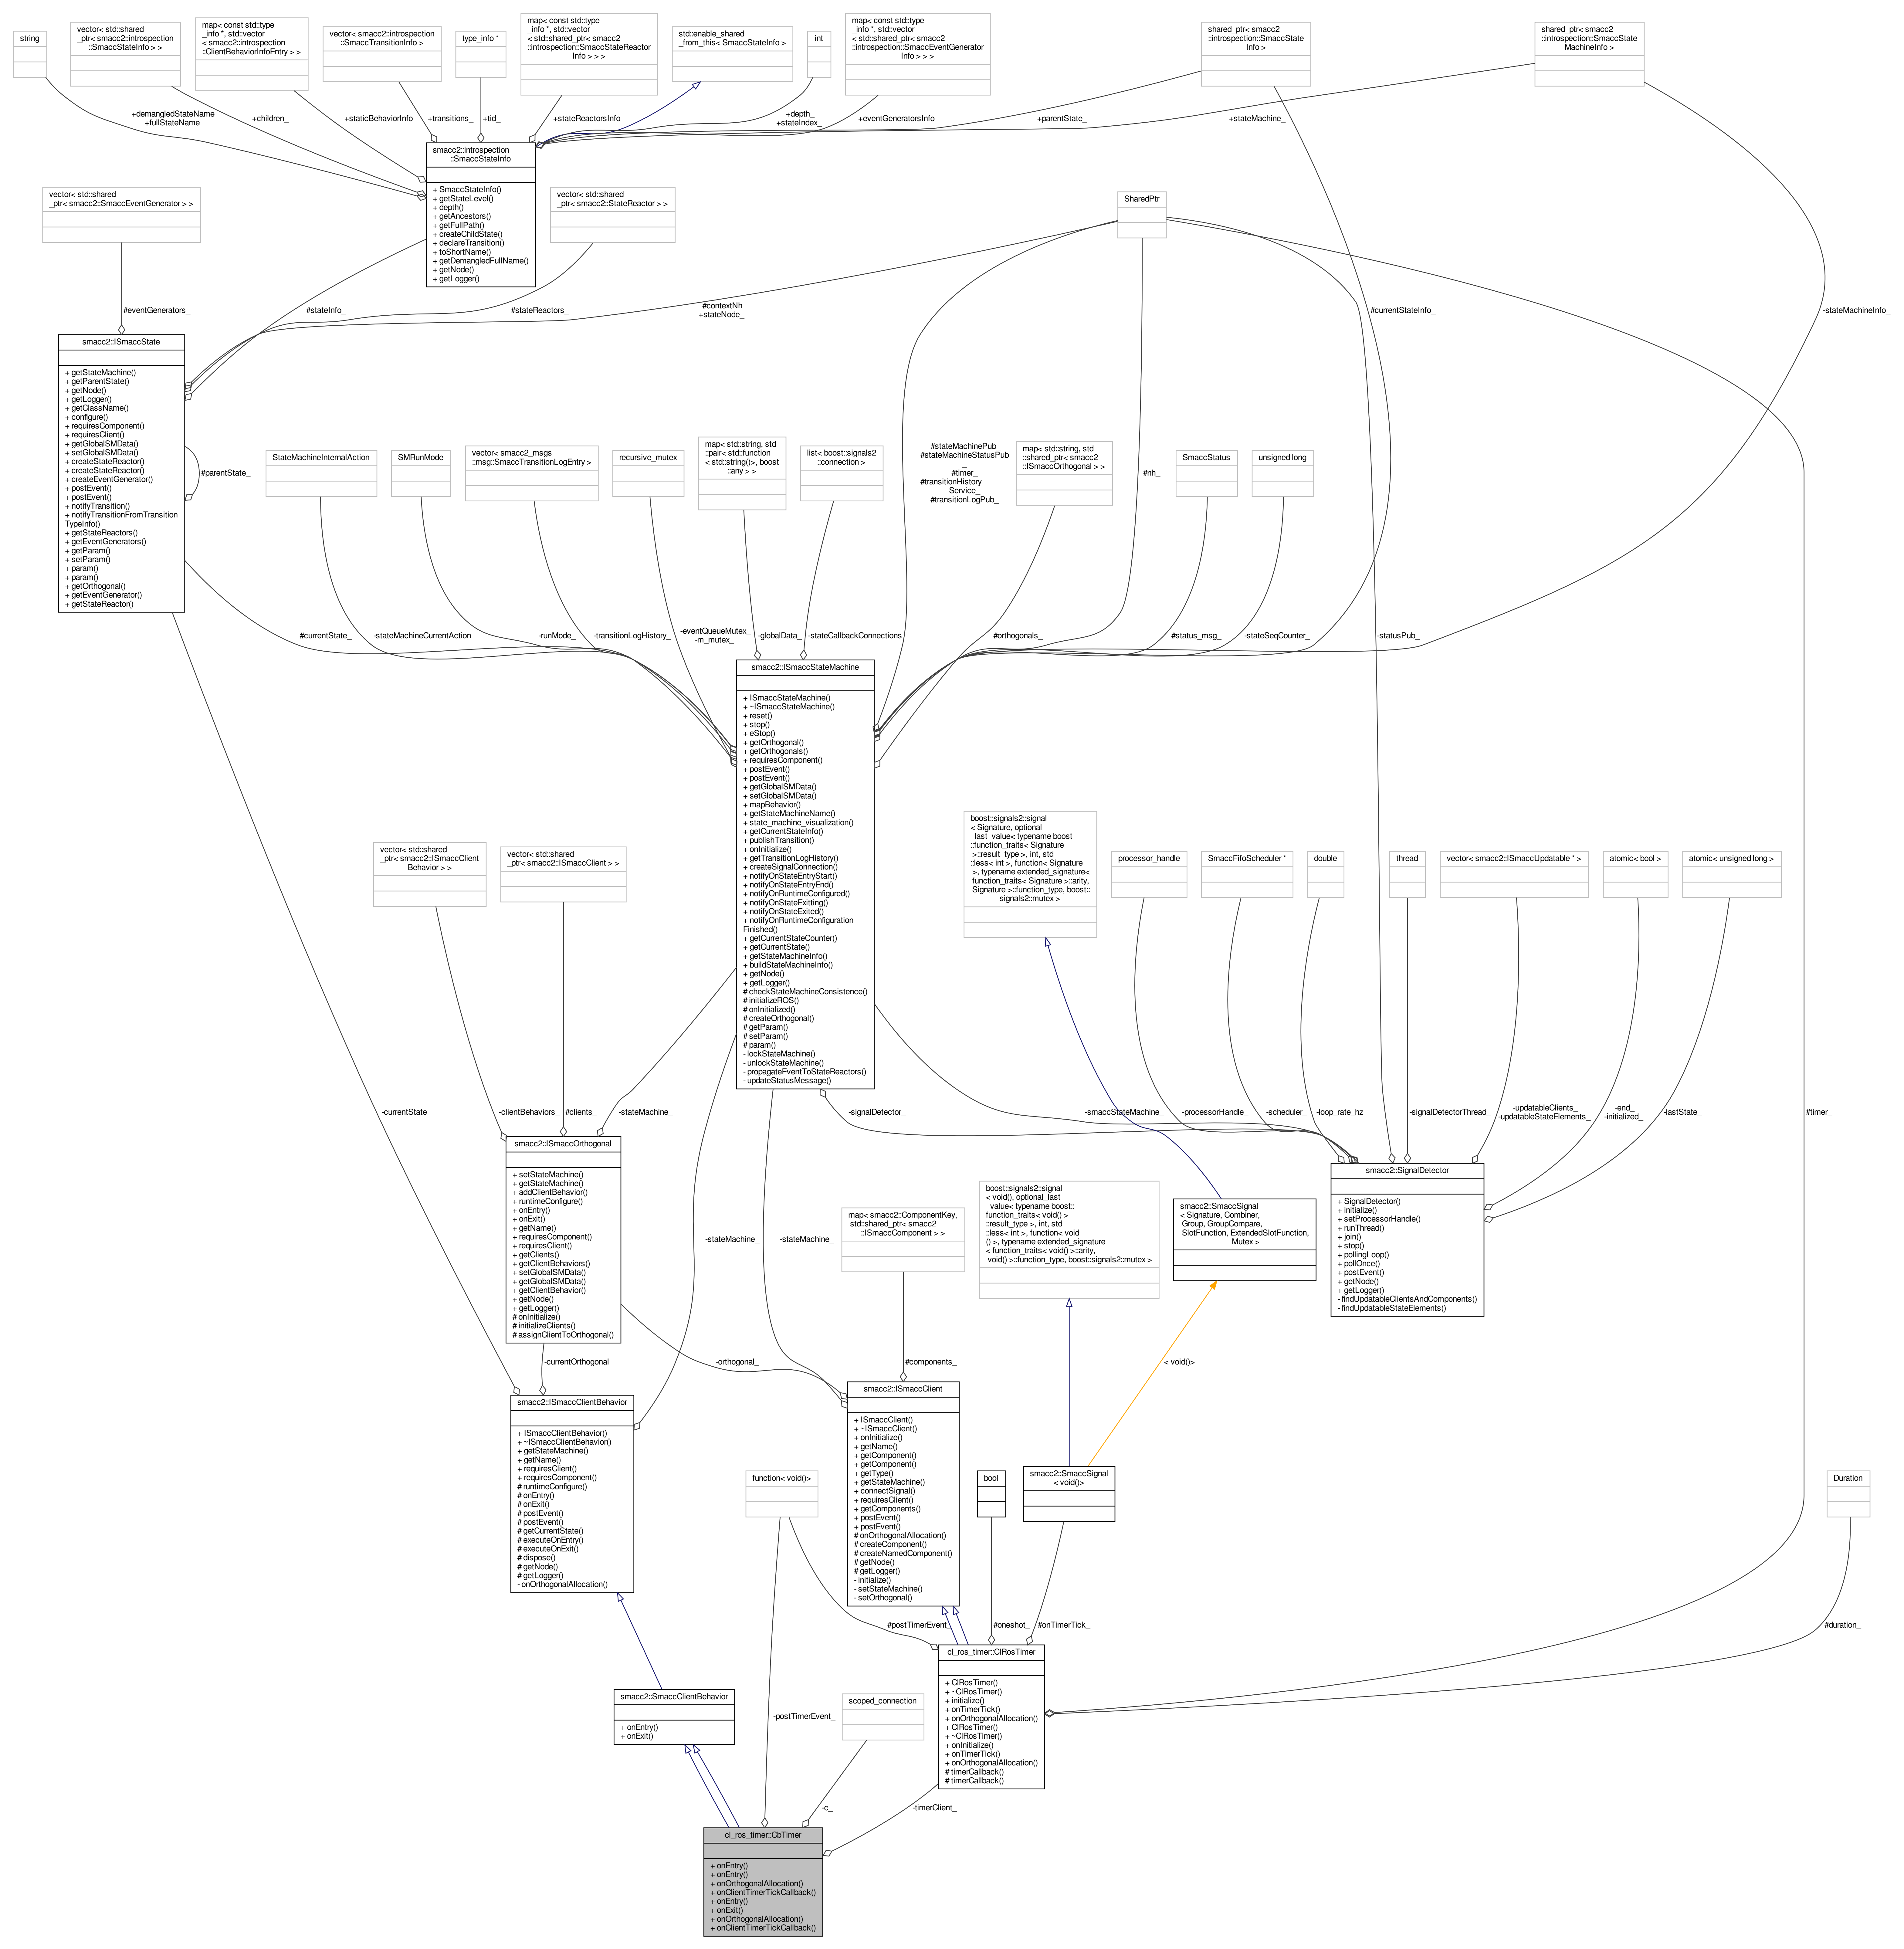 string
vector< std::shared
_ptr< smacc2::introspection
::SmaccStateInfo > >
map< const std::type
_info *, std::vector
< smacc2::introspection
::ClientBehaviorInfoEntry > >
vector< smacc2::introspection
::SmaccTransitionInfo >
type_info *
map< const std::type
_info *, std::vector
< std::shared_ptr< smacc2
::introspection::SmaccStateReactor
Info > > >
std::enable_shared
_from_this< SmaccStateInfo >
int
map< const std::type
_info *, std::vector
< std::shared_ptr< smacc2
::introspection::SmaccEventGenerator
Info > > >
shared_ptr< smacc2
::introspection::SmaccState
Info >
shared_ptr< smacc2
::introspection::SmaccState
MachineInfo >
+demangledStateName
+fullStateName
+children_
+staticBehaviorInfo
+transitions_
+tid_
+stateReactorsInfo
+depth_
+stateIndex_
+eventGeneratorsInfo
+parentState_
+stateMachine_
smacc2::introspection
::SmaccStateInfo
+ SmaccStateInfo()
+ getStateLevel()
+ depth()
+ getAncestors()
+ getFullPath()
+ createChildState()
+ declareTransition()
+ toShortName()
+ getDemangledFullName()
+ getNode()
+ getLogger()
vector< std::shared
_ptr< smacc2::SmaccEventGenerator > >
vector< std::shared
_ptr< smacc2::StateReactor > >
SharedPtr
#eventGenerators_
#stateInfo_
#stateReactors_
#contextNh
+stateNode_
#currentStateInfo_
-stateMachineInfo_
smacc2::ISmaccState
+ getStateMachine()
+ getParentState()
+ getNode()
+ getLogger()
+ getClassName()
+ configure()
+ requiresComponent()
+ requiresClient()
+ getGlobalSMData()
+ setGlobalSMData()
+ createStateReactor()
+ createStateReactor()
+ createEventGenerator()
+ postEvent()
+ postEvent()
+ notifyTransition()
+ notifyTransitionFromTransition
TypeInfo()
+ getStateReactors()
+ getEventGenerators()
+ getParam()
+ setParam()
+ param()
+ param()
+ getOrthogonal()
+ getEventGenerator()
+ getStateReactor()
#parentState_
StateMachineInternalAction
SMRunMode
vector< smacc2_msgs
::msg::SmaccTransitionLogEntry >
recursive_mutex
map< std::string, std
::pair< std::function
< std::string()>, boost
::any > >
list< boost::signals2
::connection >
#stateMachinePub_
#stateMachineStatusPub
_
#timer_
#transitionHistory
Service_
#transitionLogPub_
map< std::string, std
::shared_ptr< smacc2
::ISmaccOrthogonal > >
#nh_
SmaccStatus
unsigned long
#currentState_
-stateMachineCurrentAction
-runMode_
-transitionLogHistory_
-eventQueueMutex_
-m_mutex_
-globalData_
-stateCallbackConnections
#orthogonals_
#status_msg_
-stateSeqCounter_
-statusPub_
smacc2::ISmaccStateMachine
+ ISmaccStateMachine()
+ ~ISmaccStateMachine()
+ reset()
+ stop()
+ eStop()
+ getOrthogonal()
+ getOrthogonals()
+ requiresComponent()
+ postEvent()
+ postEvent()
+ getGlobalSMData()
+ setGlobalSMData()
+ mapBehavior()
+ getStateMachineName()
+ state_machine_visualization()
+ getCurrentStateInfo()
+ publishTransition()
+ onInitialize()
+ getTransitionLogHistory()
+ createSignalConnection()
+ notifyOnStateEntryStart()
+ notifyOnStateEntryEnd()
+ notifyOnRuntimeConfigured()
+ notifyOnStateExitting()
+ notifyOnStateExited()
+ notifyOnRuntimeConfiguration
Finished()
+ getCurrentStateCounter()
+ getCurrentState()
+ getStateMachineInfo()
+ buildStateMachineInfo()
+ getNode()
+ getLogger()
# checkStateMachineConsistence()
# initializeROS()
# onInitialized()
# createOrthogonal()
# getParam()
# setParam()
# param()
- lockStateMachine()
- unlockStateMachine()
- propagateEventToStateReactors()
- updateStatusMessage()
vector< std::shared
_ptr< smacc2::ISmaccClient
Behavior > >
vector< std::shared
_ptr< smacc2::ISmaccClient > >
boost::signals2::signal
< Signature, optional
_last_value< typename boost
::function_traits< Signature
>::result_type >, int, std
::less< int >, function< Signature
>, typename extended_signature<
function_traits< Signature >::arity,
Signature >::function_type, boost::
signals2::mutex >
processor_handle
SmaccFifoScheduler *
double
thread
vector< smacc2::ISmaccUpdatable * >
atomic< bool >
atomic< unsigned long >
-currentState
-clientBehaviors_
#clients_
-stateMachine_
-signalDetector_
-smaccStateMachine_
-processorHandle_
-scheduler_
-loop_rate_hz
-signalDetectorThread_
-updatableClients_
-updatableStateElements_
-end_
-initialized_
-lastState_
#timer_
smacc2::ISmaccOrthogonal
+ setStateMachine()
+ getStateMachine()
+ addClientBehavior()
+ runtimeConfigure()
+ onEntry()
+ onExit()
+ getName()
+ requiresComponent()
+ requiresClient()
+ getClients()
+ getClientBehaviors()
+ setGlobalSMData()
+ getGlobalSMData()
+ getClientBehavior()
+ getNode()
+ getLogger()
# onInitialize()
# initializeClients()
# assignClientToOrthogonal()
smacc2::SignalDetector
+ SignalDetector()
+ initialize()
+ setProcessorHandle()
+ runThread()
+ join()
+ stop()
+ pollingLoop()
+ pollOnce()
+ postEvent()
+ getNode()
+ getLogger()
- findUpdatableClientsAndComponents()
- findUpdatableStateElements()
map< smacc2::ComponentKey,
std::shared_ptr< smacc2
::ISmaccComponent > >
boost::signals2::signal
< void(), optional_last
_value< typename boost::
function_traits< void() >
::result_type >, int, std
::less< int >, function< void
() >, typename extended_signature
< function_traits< void() >::arity,
void() >::function_type, boost::signals2::mutex >
smacc2::SmaccSignal
< Signature, Combiner,
Group, GroupCompare,
SlotFunction, ExtendedSlotFunction,
Mutex >
-stateMachine_
-stateMachine_
-currentOrthogonal
-orthogonal_
#components_
< void()>
smacc2::ISmaccClientBehavior
+ ISmaccClientBehavior()
+ ~ISmaccClientBehavior()
+ getStateMachine()
+ getName()
+ requiresClient()
+ requiresComponent()
# runtimeConfigure()
# onEntry()
# onExit()
# postEvent()
# postEvent()
# getCurrentState()
# executeOnEntry()
# executeOnExit()
# dispose()
# getNode()
# getLogger()
- onOrthogonalAllocation()
smacc2::ISmaccClient
+ ISmaccClient()
+ ~ISmaccClient()
+ onInitialize()
+ getName()
+ getComponent()
+ getComponent()
+ getType()
+ getStateMachine()
+ connectSignal()
+ requiresClient()
+ getComponents()
+ postEvent()
+ postEvent()
# onOrthogonalAllocation()
# createComponent()
# createNamedComponent()
# getNode()
# getLogger()
- initialize()
- setStateMachine()
- setOrthogonal()
function< void()>
bool
smacc2::SmaccSignal
< void()>
Duration
#postTimerEvent_
#oneshot_
#onTimerTick_
#duration_
cl_ros_timer::ClRosTimer
+ ClRosTimer()
+ ~ClRosTimer()
+ initialize()
+ onTimerTick()
+ onOrthogonalAllocation()
+ ClRosTimer()
+ ~ClRosTimer()
+ onInitialize()
+ onTimerTick()
+ onOrthogonalAllocation()
# timerCallback()
# timerCallback()
smacc2::SmaccClientBehavior
+ onEntry()
+ onExit()
scoped_connection
-postTimerEvent_
-c_
-timerClient_
cl_ros_timer::CbTimer
+ onEntry()
+ onEntry()
+ onOrthogonalAllocation()
+ onClientTimerTickCallback()
+ onEntry()
+ onExit()
+ onOrthogonalAllocation()
+ onClientTimerTickCallback()